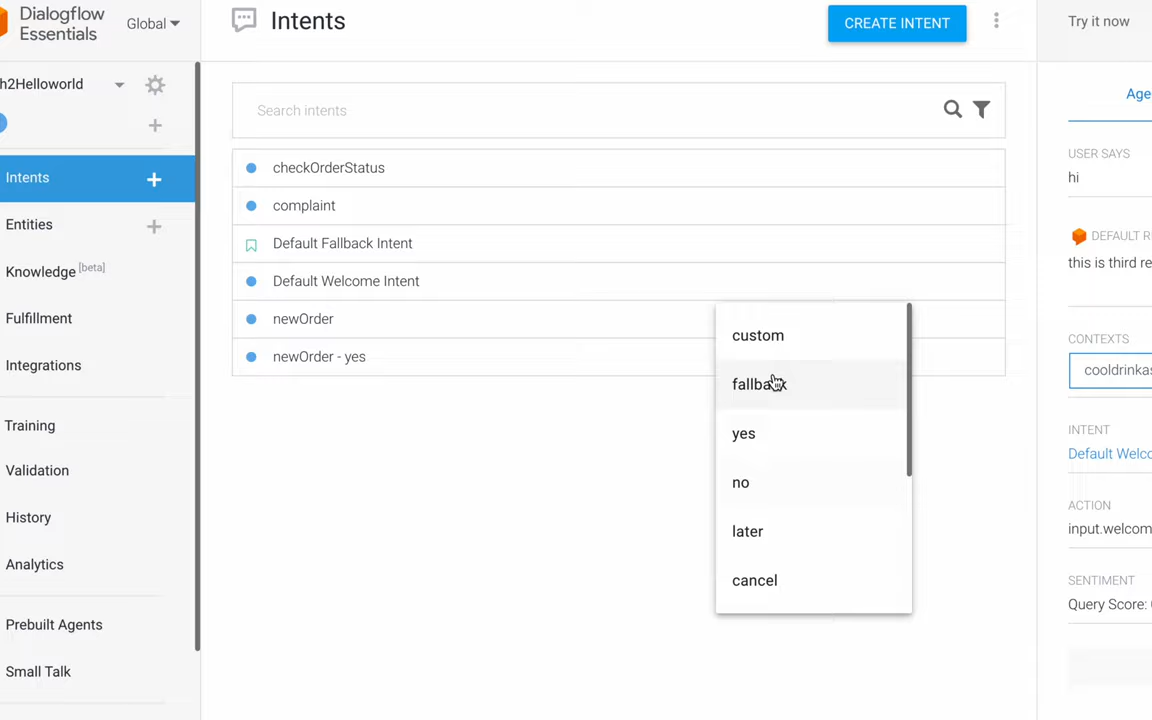 Dialogflow
Essentials
Global
Intents
CREATE INTENT
Try it now
h2Helloworld
Search intents
Age
USER SAYS
hi
Intents
Entities
Knowledge [beta]
Fulfillment
Integrations
Training
Validation
History
Analytics
Prebuilt Agents
Small Talk
checkOrderStatus
complaint
Default Fallback Intent
Default Welcome Intent
newOrder
newOrder - yes
custom
fallback
yes
no
later
cancel
DEFAULT R
this is third re
CONTEXTS
cooldrinkas
INTENT
Default Welco
ACTION
input.welcom
SENTIMENT
Query Score: